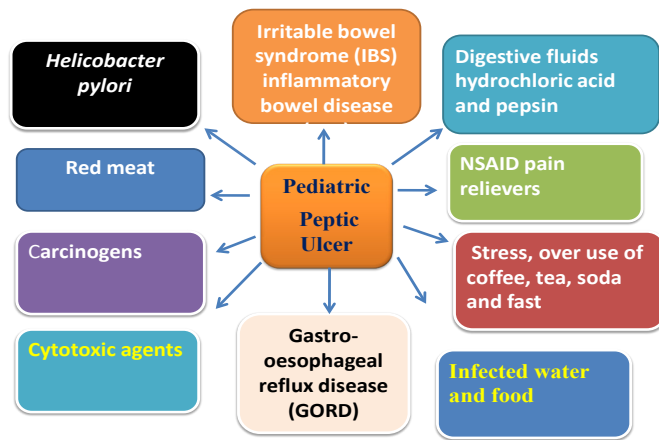 Helicobacter
pylori
Irritable bowel
syndrome (IBS)
inflammatory
bowel disease
Digestive fluids
hydrochloric acid
and pepsin
Red meat
Pediatric
Peptic
Ulcer
NSAID pain
relievers
Carcinogens
Stress, over use of
coffee, tea, soda
and fast
Cytotoxic agents
Gastro-
oesophageal
reflux disease
(GORD)
Infected water
and food